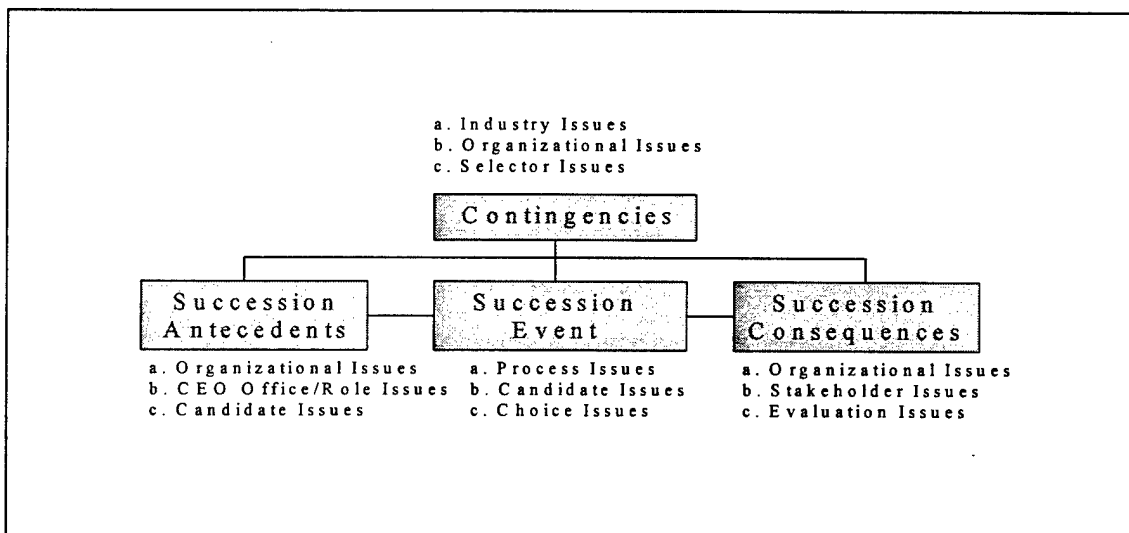 a. Industry Issues
b. Organizational Issues
c. Selector Issues
Contingencies
Succession
Antecedents
a. Organizational Issues
b. CEO Office/Role Issues
c. Candidate Issues
Succession
Event
a. Process Issues
b. Candidate Issues
c. Choice Issues
Succession
Consequences
a. Organizational Issues
b. Stakeholder Issues
c. Evaluation Issues